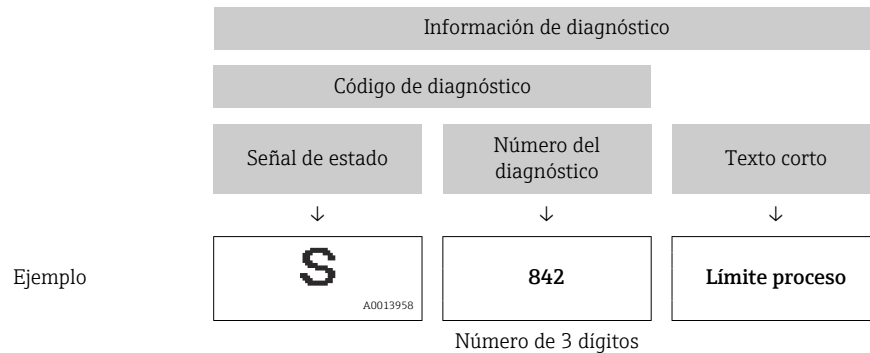 Información de diagnóstico
Código de diagnóstico
Señal de estado
Número del
diagnóstico
Texto corto
↓ ↓ ↓
Ejemplo
S
A0013958
842
Límite proceso
Número de 3 dígitos